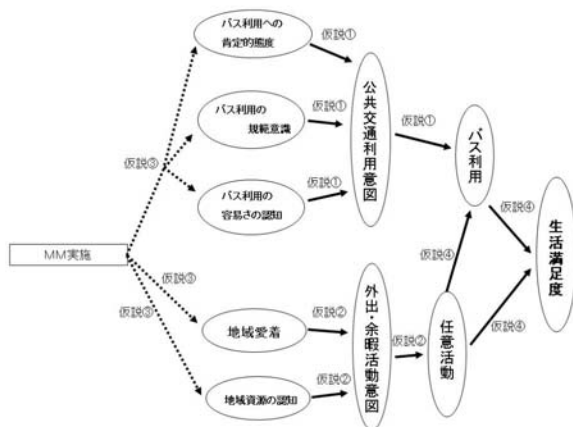 バス利用への
肯定的態度
仮説①
バス利用の
規範意識
仮説①
仮説③
バス利用の
容易さの認知
仮説①
公共交通利用意図
仮説①
バス利用
MM実施
仮説③
仮説③
地域愛着
仮説②
地域資源の認知
仮説②
外出・余暇活動意図
仮説②
任意活動
仮説④
仮説④
仮説④
生活満足度